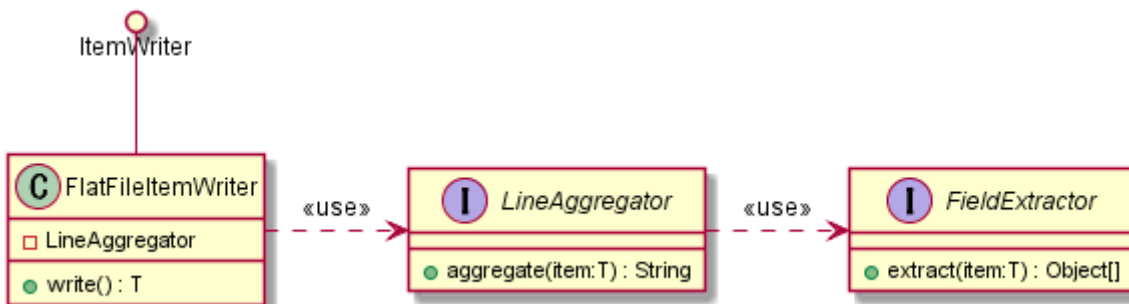 ItemWriter
C FlatFileItemWriter
LineAggregator
write() : T
«use»
I LineAggregator
aggregate(item:T) : String
«use»
I FieldExtractor
extract(item:T) : Object[]